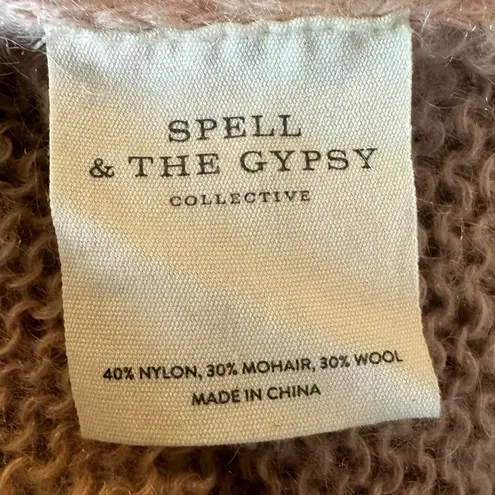 SPELL
& THE GYPSY
COLLECTIVE
40% NYLON, 30% MOHAIR, 30% WOOL
MADE IN CHINA